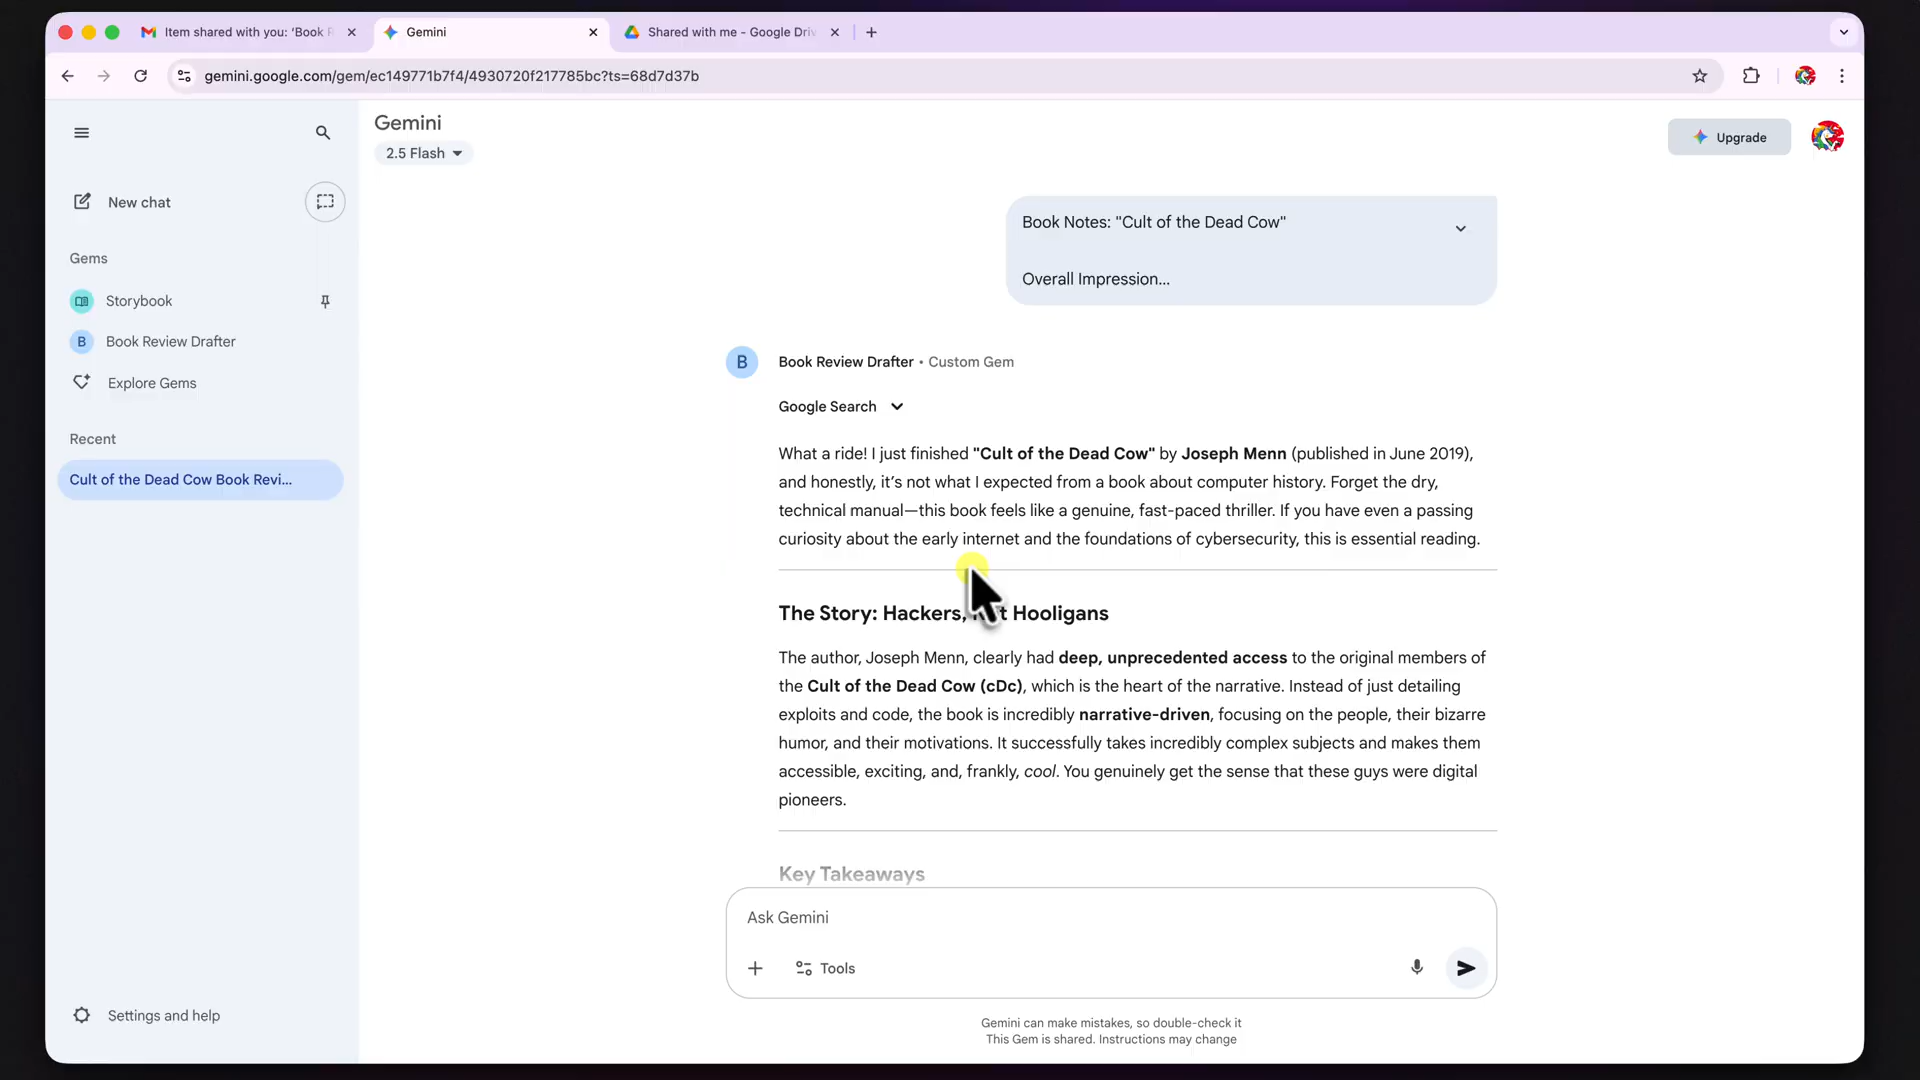 Item shared with you: ‘Book R
Gemini
Shared with me - Google Driv
gemini.google.com/gem/ec149771b7f4/4930720f217785bc?ts=68d7d37b
Gemini
2.5 Flash
Upgrade
New chat
Gems
Storybook
B Book Review Drafter
Explore Gems
Recent
Cult of the Dead Cow Book Revi...
Settings and help
Book Notes: "Cult of the Dead Cow"
Overall Impression...
B Book Review Drafter • Custom Gem
Google Search
What a ride! I just finished "Cult of the Dead Cow" by Joseph Menn (published in June 2019),
and honestly, it’s not what I expected from a book about computer history. Forget the dry,
technical manual—this book feels like a genuine, fast-paced thriller. If you have even a passing
curiosity about the early internet and the foundations of cybersecurity, this is essential reading.
The Story: Hackers, Hooligans
The author, Joseph Menn, clearly had deep, unprecedented access to the original members of
the Cult of the Dead Cow (cDc), which is the heart of the narrative. Instead of just detailing
exploits and code, the book is incredibly narrative-driven, focusing on the people, their bizarre
humor, and their motivations. It successfully takes incredibly complex subjects and makes them
accessible, exciting, and, frankly, cool. You genuinely get the sense that these guys were digital
pioneers.
Key Takeaways
Ask Gemini
Tools
Gemini can make mistakes, so double-check it
This Gem is shared. Instructions may change